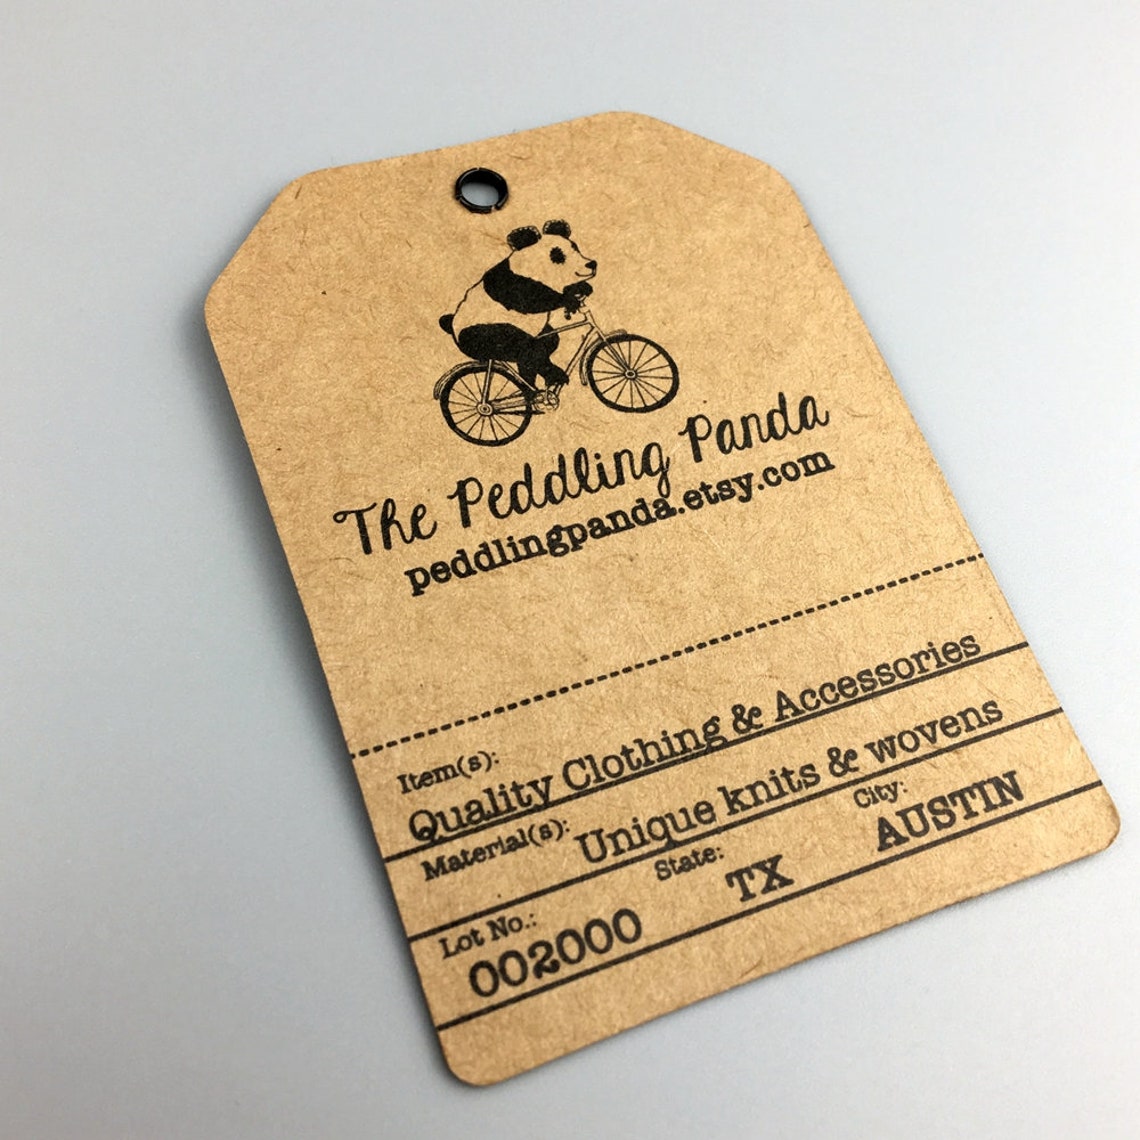 The Peddling Panda
peddlingpanda.etsy.com
Item(s):
Quality Clothing & Accessories
Material(s): Unique knits & wovens
Lot No.: State: City:
002000 TX AUSTIN